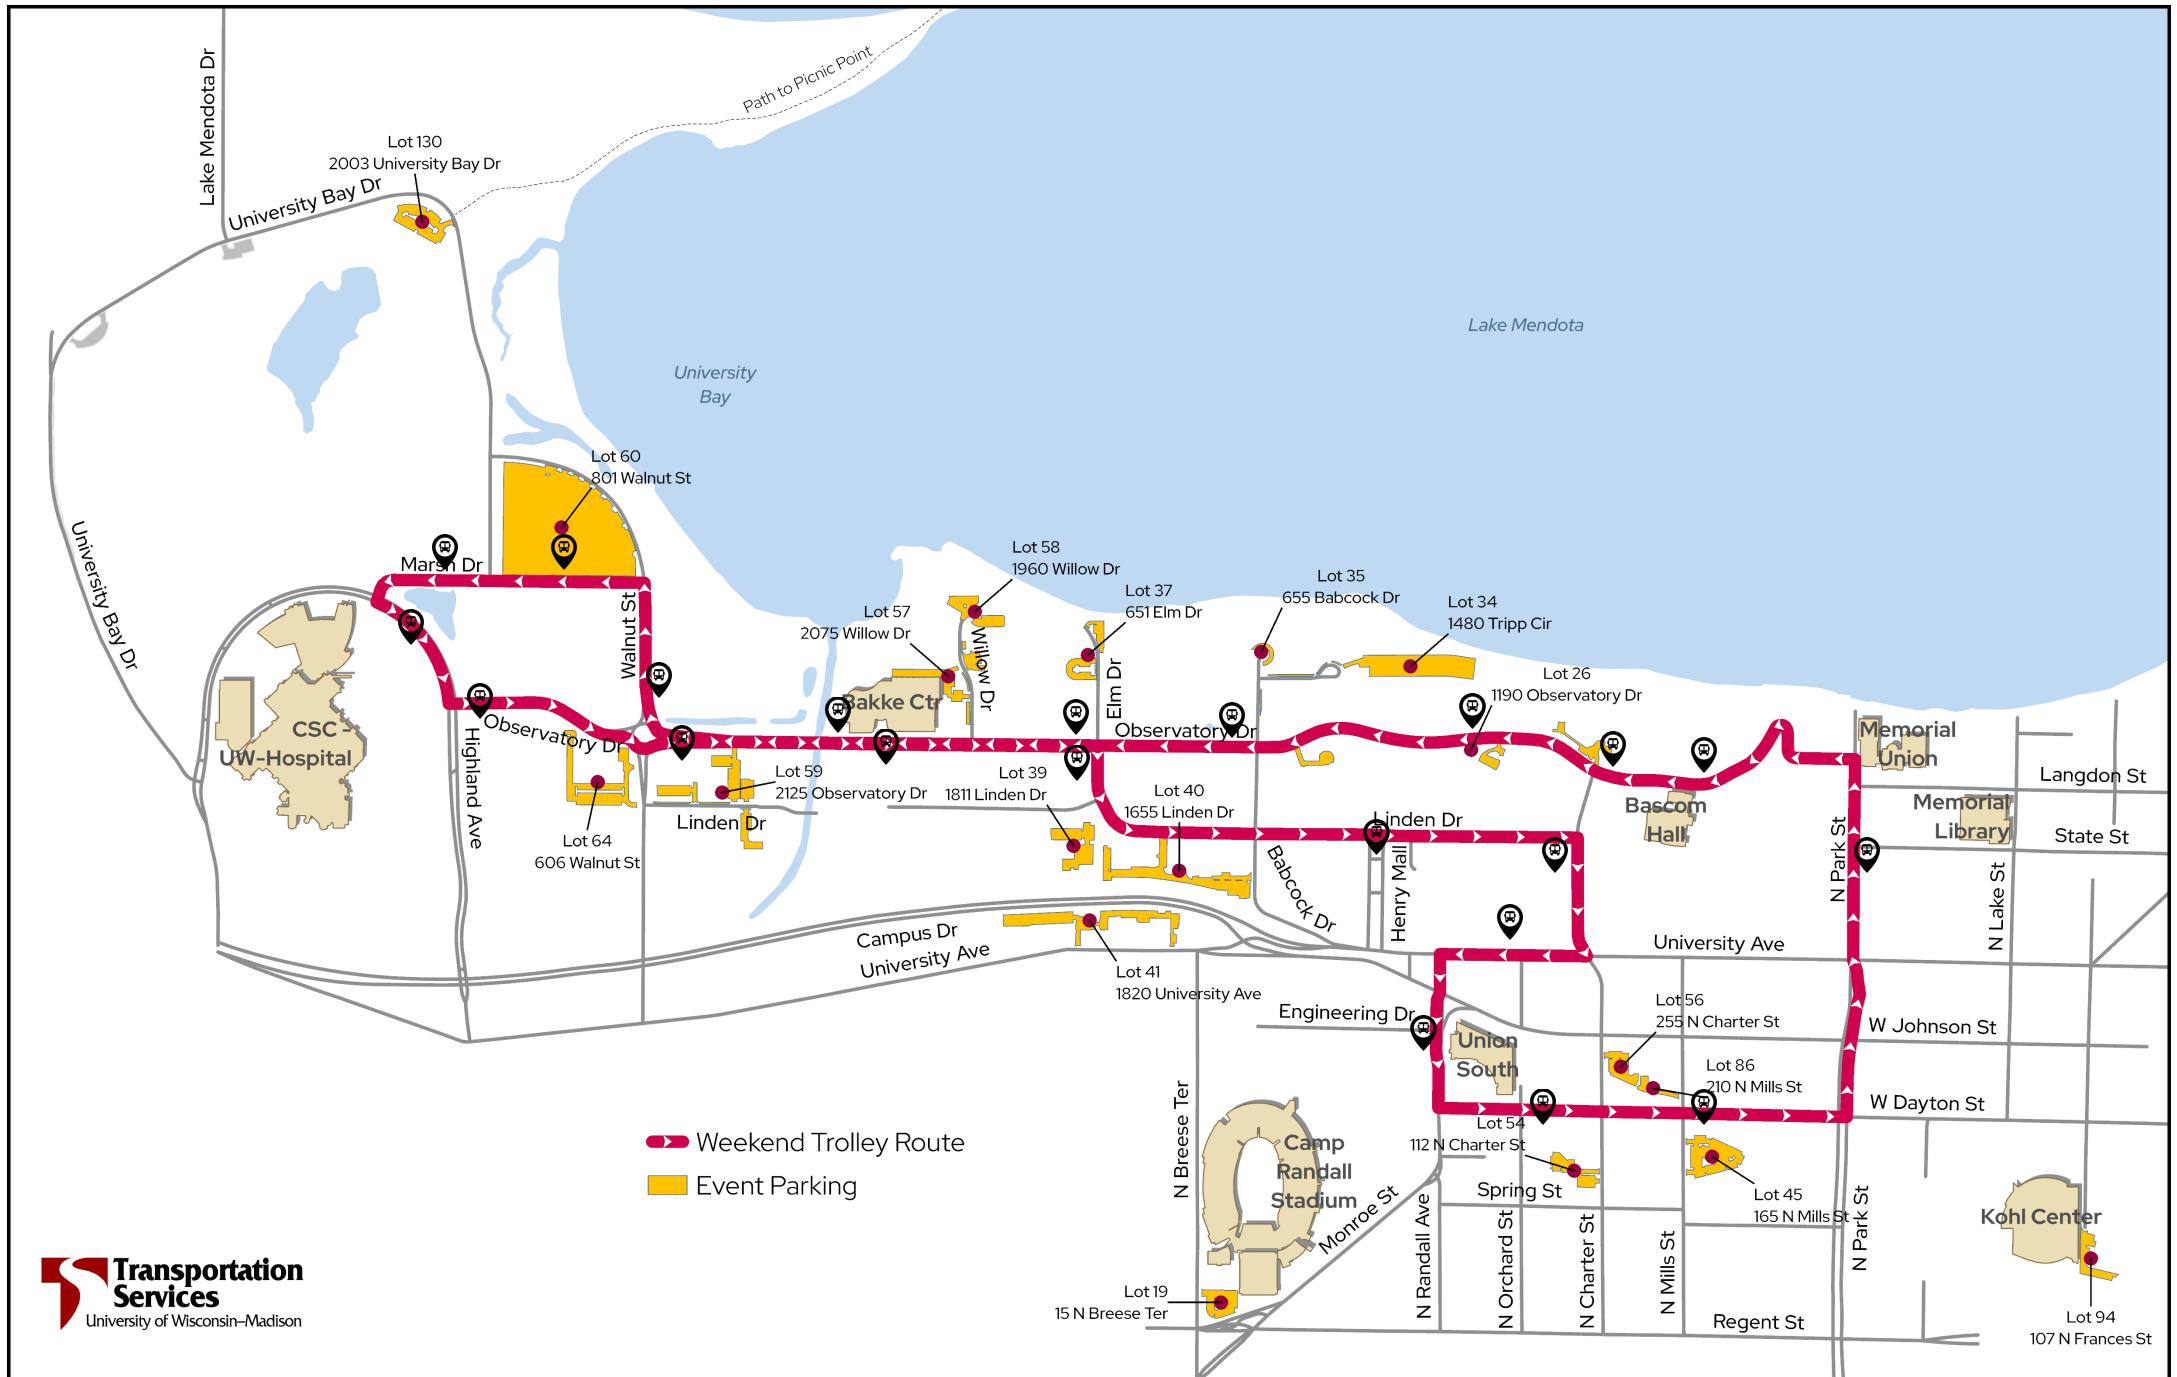 Lake Mendota Dr
Path to Picnic Point
Lot 130
2003 University Bay Dr
University Bay Dr
Lake Mendota
University
Bay
Lot 60
801 Walnut St
University Bay Dr
Marsh Dr
Walnut St
Lot 58
1960 Willow Dr
Lot 57
2075 Willow Dr
Willow Dr
Lot 37
651 Elm Dr
Elm Dr
Lot 35
655 Babcock Dr
Lot 34
1480 Tripp Cir
Lot 26
1190 Observatory Dr
Bakke Ctr
CSC -
UW-Hospital
Observatory Dr
Observatory Dr
Highland Ave
Memorial
Union
Langdon St
Lot 59
2125 Observatory Dr
Lot 39
1811 Linden Dr
Lot 40
1655 Linden Dr
Linden Dr
Linden Dr
Bascom
Hall
Memorial
Library
State St
Lot 64
606 Walnut St
Babcock Dr
Henry Mall
N Park St
N Lake St
Campus Dr
University Ave
University Ave
Lot 41
1820 University Ave
Engineering Dr
Union
South
Lot 56
255 N Charter St
W Johnson St
Lot 86
210 N Mills St
W Dayton St
N Breese Ter
Camp
Randall
Stadium
Lot 54
112 N Charter St
Weekend Trolley Route
Event Parking
Spring St
Lot 45
165 N Mills St
Monroe St
N Randall Ave
N Orchard St
N Charter St
N Mills St
N Park St
Kohl Center
Lot 19
15 N Breese Ter
Regent St
Lot 94
107 N Frances St
Transportation
Services
University of Wisconsin–Madison